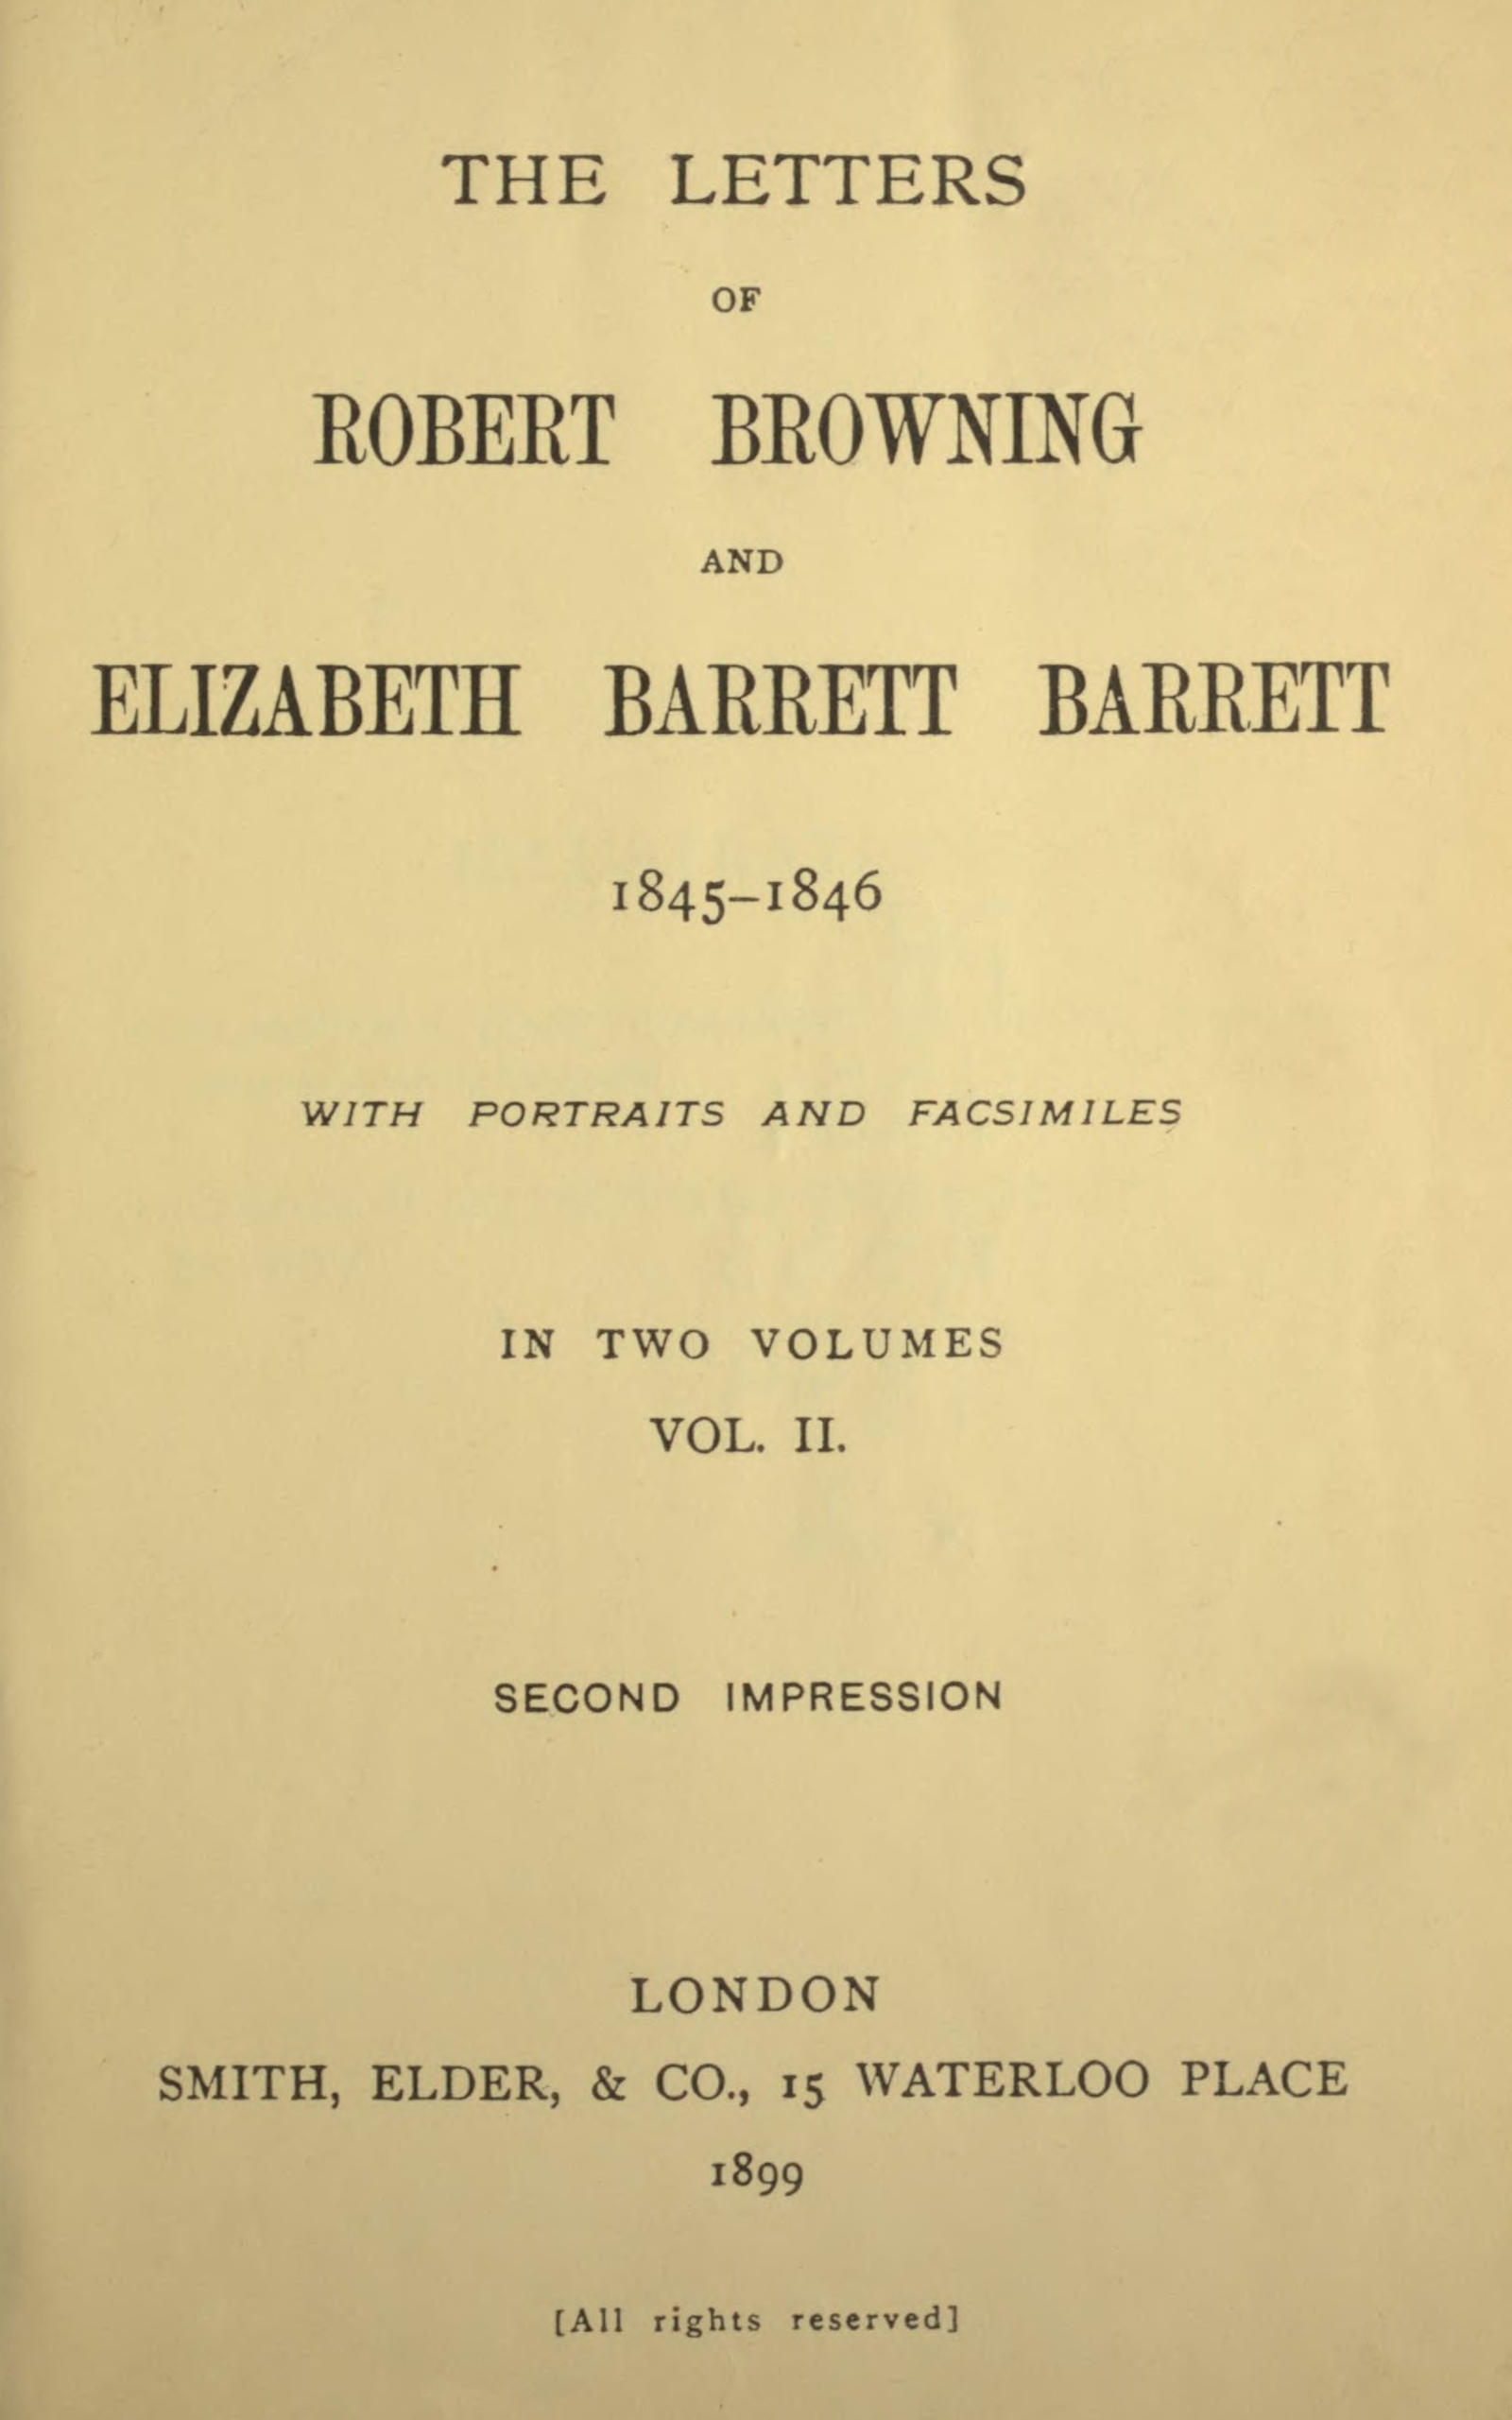 THE LETTERS
OF
ROBERT BROWNING
AND
ELIZABETH BARRETT BARRETT
1845–1846
WITH PORTRAITS AND FACSIMILES
IN TWO VOLUMES
VOL. II.
SECOND IMPRESSION
LONDON
SMITH, ELDER, & CO., 15 WATERLOO PLACE
1899
[All rights reserved]